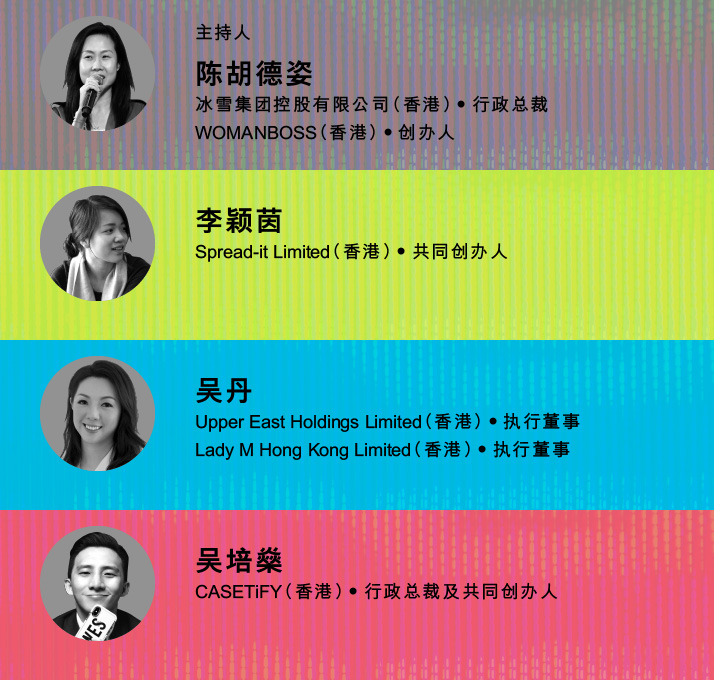 主持人
陈胡德姿
冰雪集团控股有限公司（香港）• 行政总裁
WOMANBOSS（香港）• 创办人
李颖茵
Spread-it Limited（香港）• 共同创办人
吴丹
Upper East Holdings Limited（香港）• 执行董事
Lady M Hong Kong Limited（香港）• 执行董事
吴培燊
CASETiFY（香港）• 行政总裁及共同创办人
YES